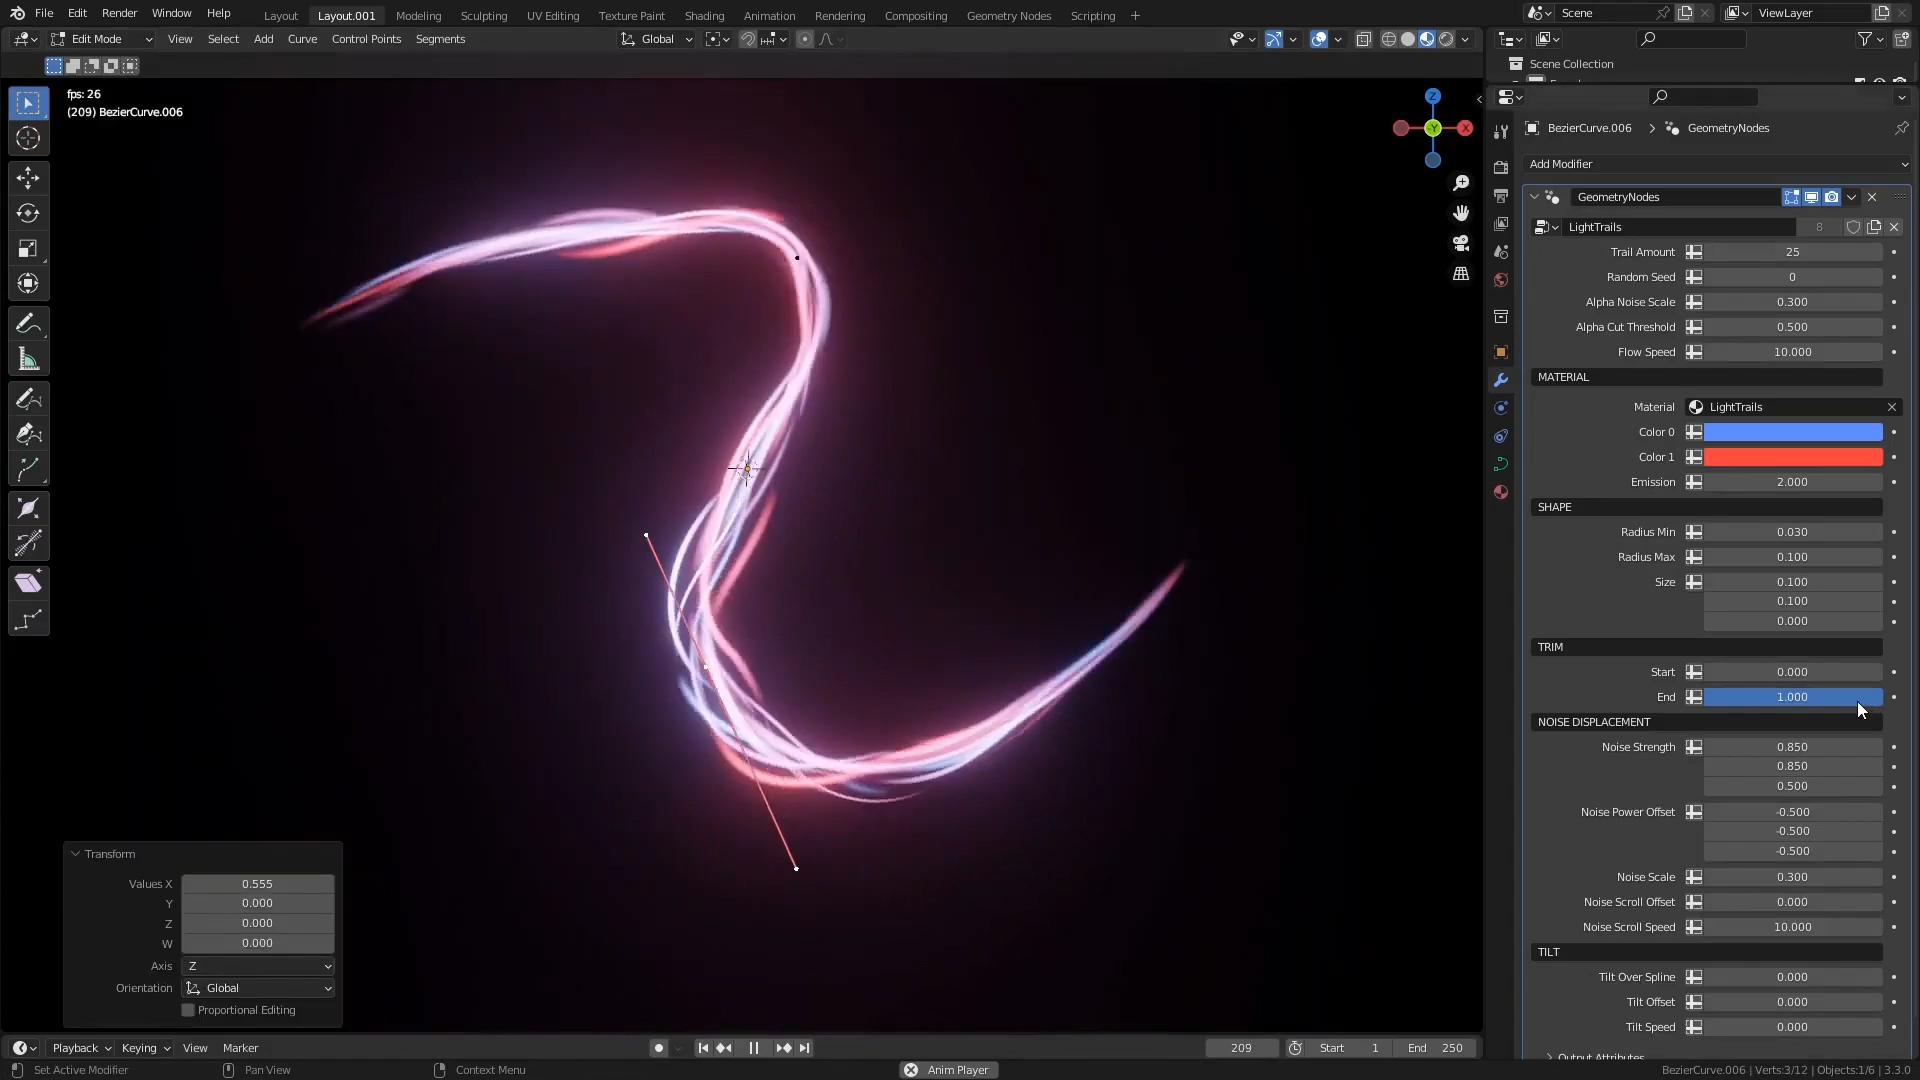 File Edit Render Window Help Layout Layout.001 Modeling Sculpting UV Editing Texture Paint Shading Animation Rendering Compositing Geometry Nodes Scripting + Scene ViewLayer
Edit Mode View Select Add Curve Control Points Segments Global
Scene Collection
fps: 26
(209) BezierCurve.006
Z
Y
X
BezierCurve.006 > GeometryNodes
Add Modifier
GeometryNodes
LightTrails 8
Trail Amount 25
Random Seed 0
Alpha Noise Scale 0.300
Alpha Cut Threshold 0.500
Flow Speed 10.000
MATERIAL
Material LightTrails
Color 0
Color 1
Emission 2.000
SHAPE
Radius Min 0.030
Radius Max 0.100
Size 0.100
0.100
0.000
TRIM
Start 0.000
End 1.000
NOISE DISPLACEMENT
Noise Strength 0.850
0.850
0.500
Noise Power Offset -0.500
-0.500
-0.500
Noise Scale 0.300
Noise Scroll Offset 0.000
Noise Scroll Speed 10.000
TILT
Tilt Over Spline 0.000
Tilt Offset 0.000
Tilt Speed 0.000
Output Attributes
Transform
Values X 0.555
Y 0.000
Z 0.000
W 0.000
Axis Z
Orientation Global
Proportional Editing
Playback Keying View Marker 209 Start 1 End 250
Set Active Modifier Pan View Context Menu Anim Player BezierCurve.006 | Verts:3/12 | Objects:1/6 | 3.3.0